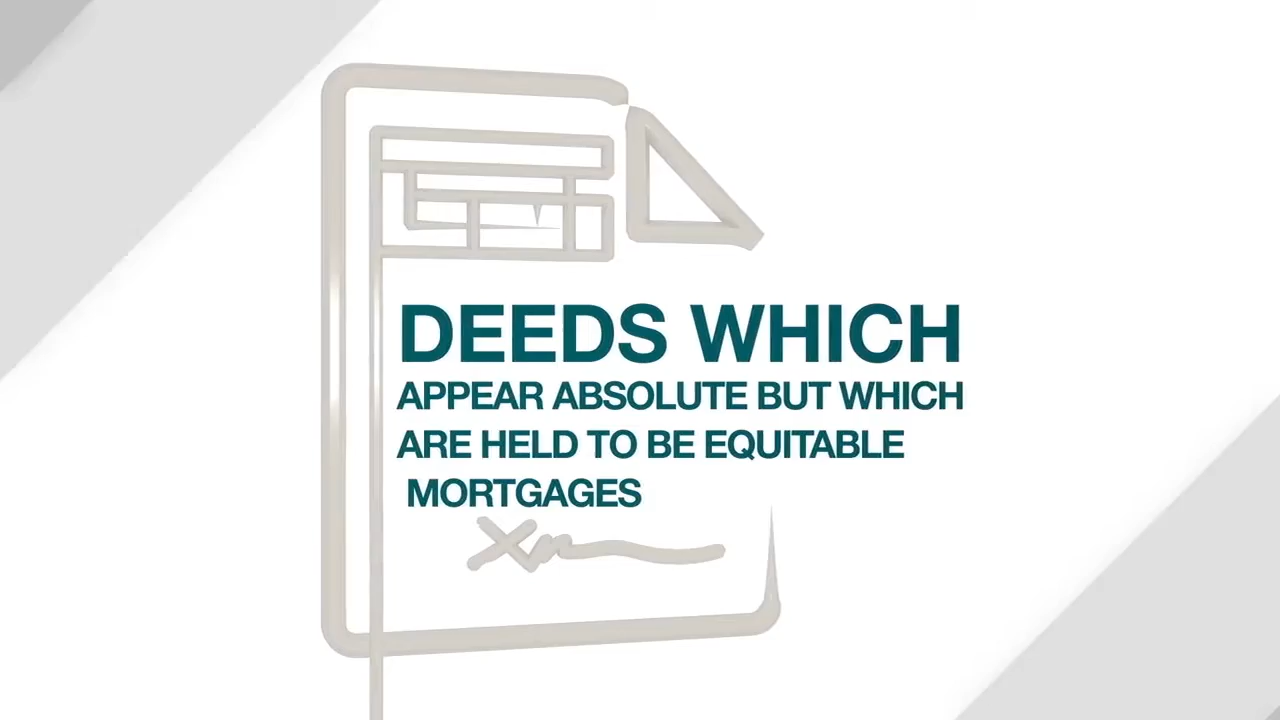 DEEDS WHICH
APPEAR ABSOLUTE BUT WHICH
ARE HELD TO BE EQUITABLE
MORTGAGES